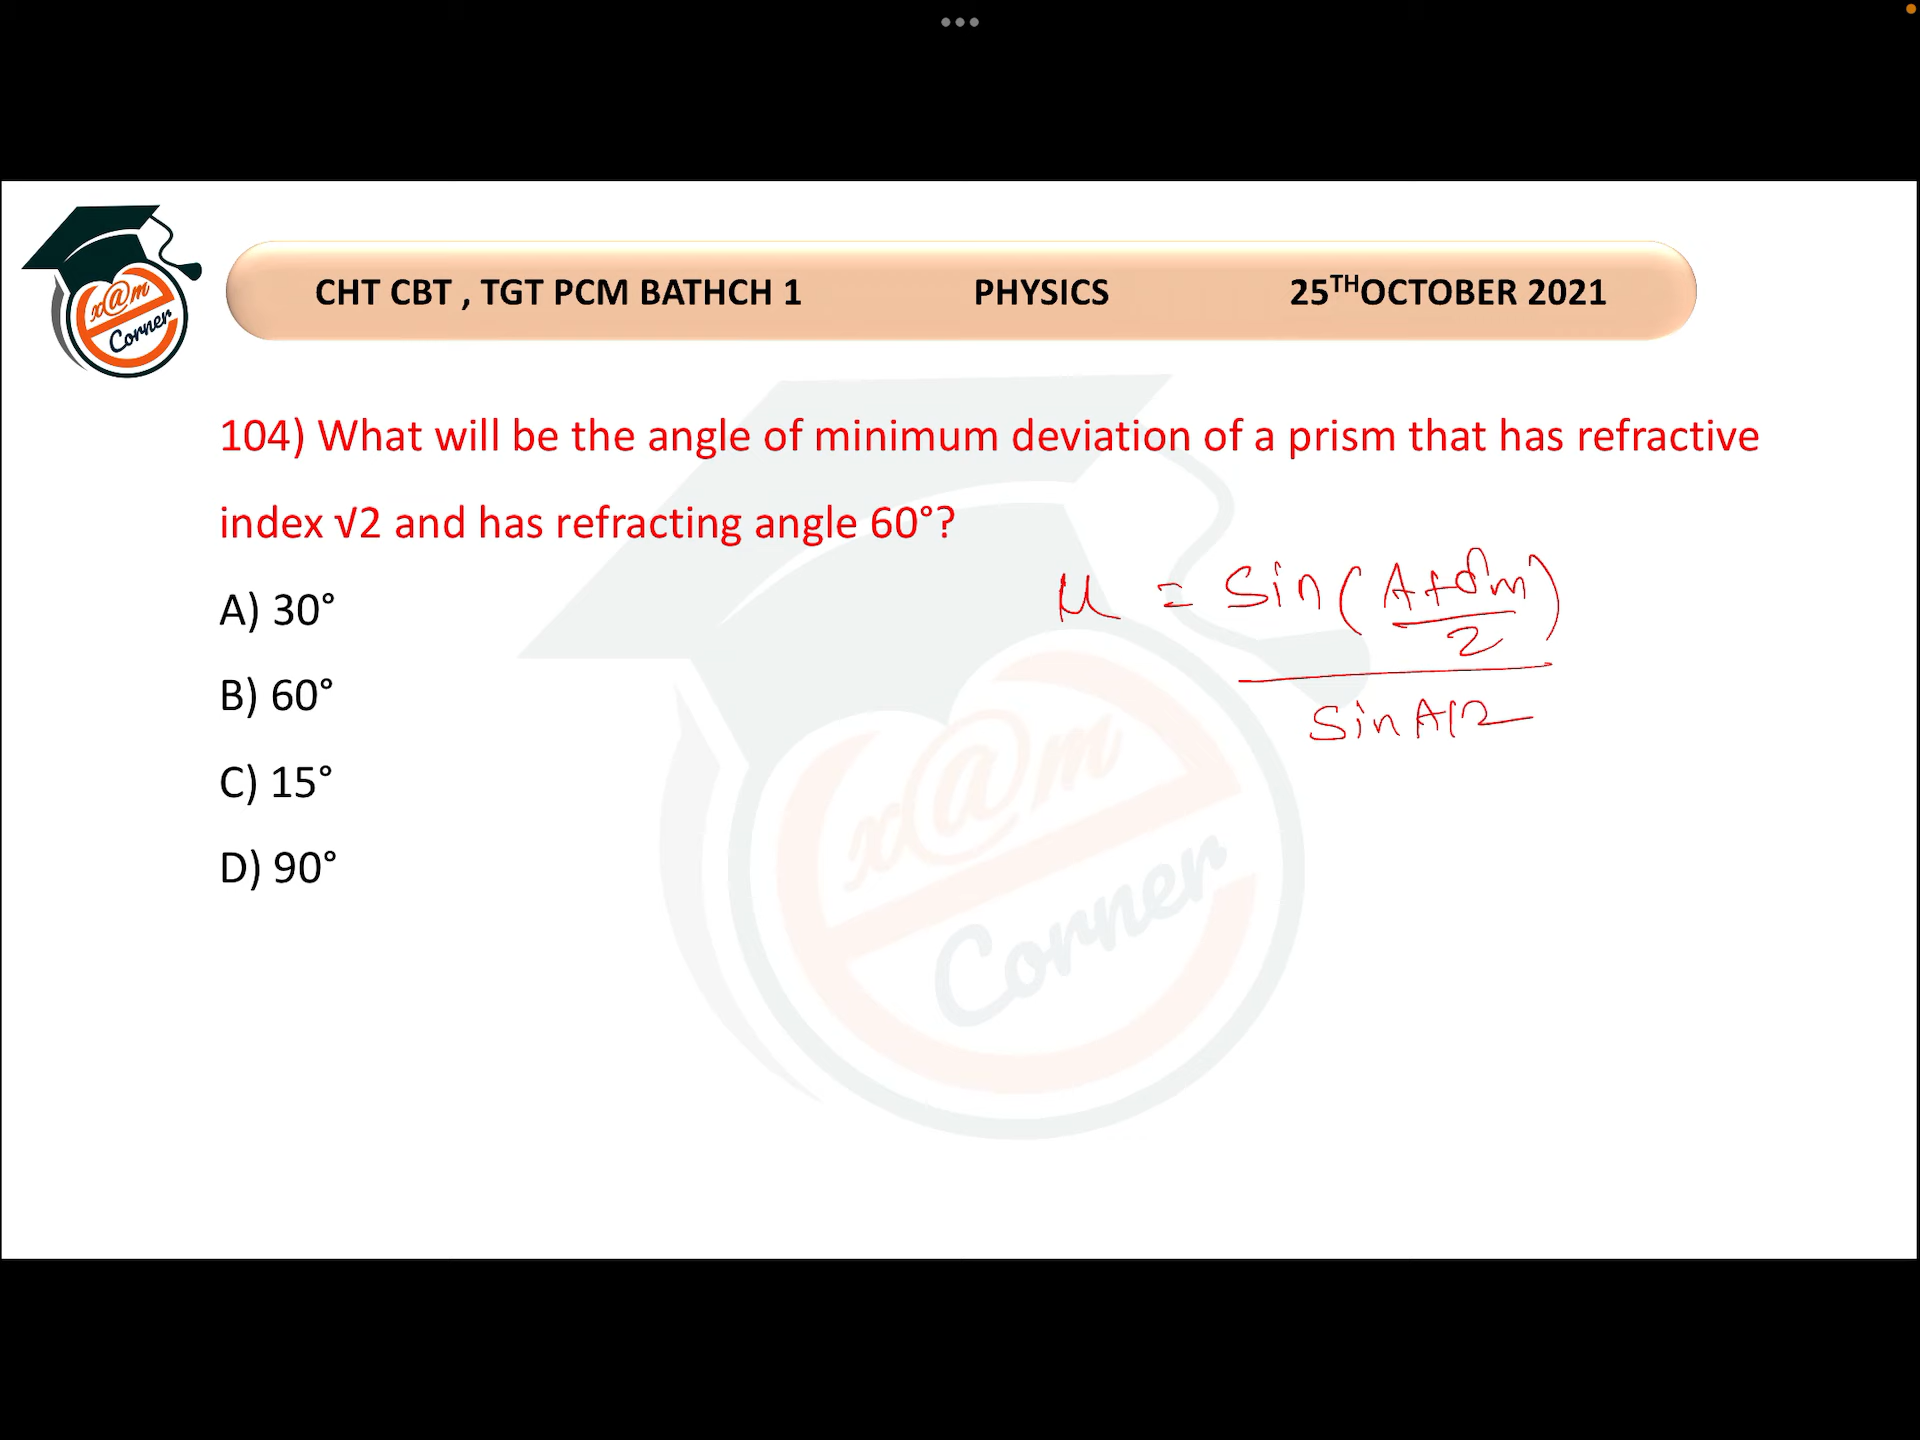 x@m
Corner
CHT CBT , TGT PCM BATHCH 1 PHYSICS 25THOCTOBER 2021
104) What will be the angle of minimum deviation of a prism that has refractive
index √2 and has refracting angle 60°?
A) 30°
B) 60°
C) 15°
D) 90°
μ = Sin(A+δm/2)
Sin A/2
x@m
Corner